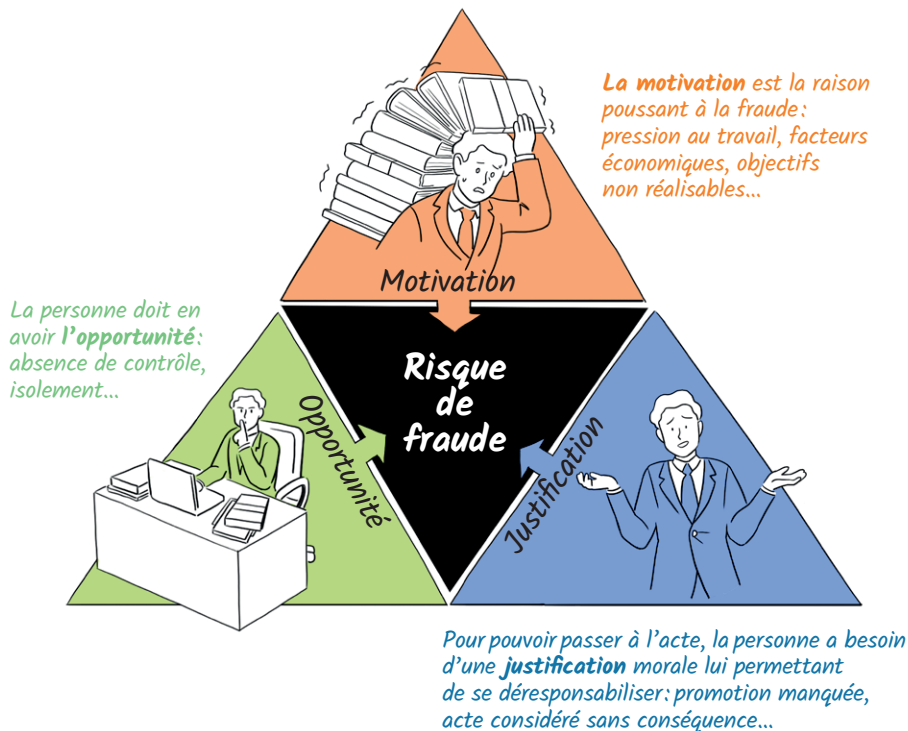 La motivation est la raison
poussant à la fraude :
pression au travail, facteurs
économiques, objectifs
non réalisables...
Motivation
La personne doit en
avoir l’opportunité :
absence de contrôle,
isolement...
Risque
de
fraude
Opportunité
Justification
Pour pouvoir passer à l’acte, la personne a besoin
d’une justification morale lui permettant
de se déresponsabiliser : promotion manquée,
acte considéré sans conséquence...